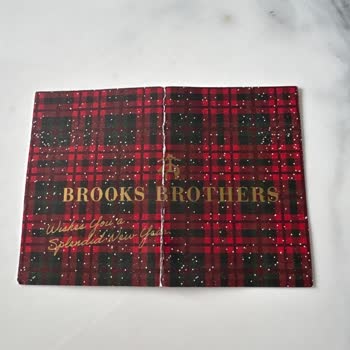 BROOKS BROTHERS
Wishes You a
Splendid New Year